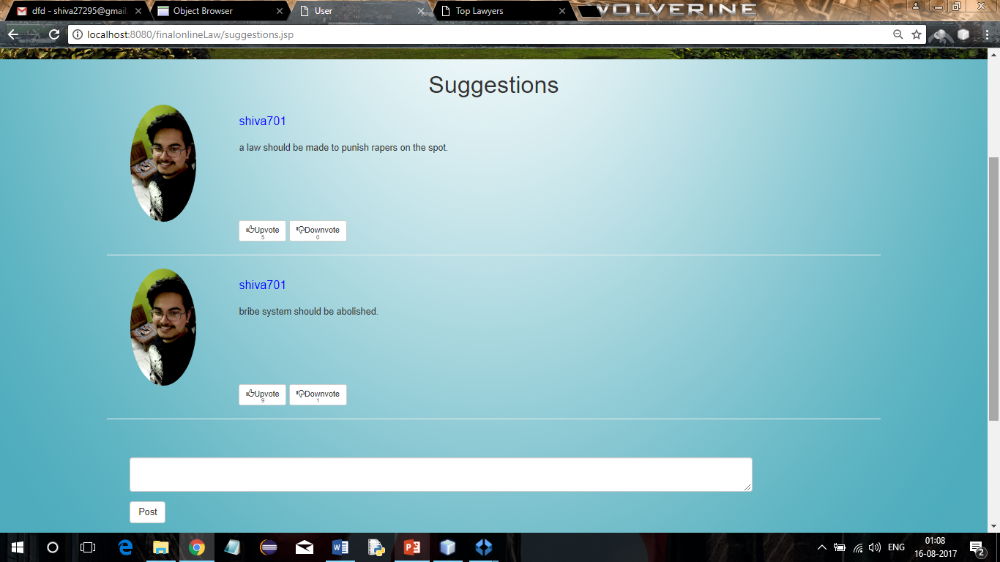 dfd - shiva27295@gmail.
Object Browser
User
Top Lawyers
WOLVERINE
localhost:8080/finalonlineLaw/suggestions.jsp
Suggestions
shiva701
a law should be made to punish rapers on the spot.
Upvote
5
Downvote
0
shiva701
bribe system should be abolished.
Upvote
9
Downvote
1
Post
ENG
01:08
16-08-2017
2